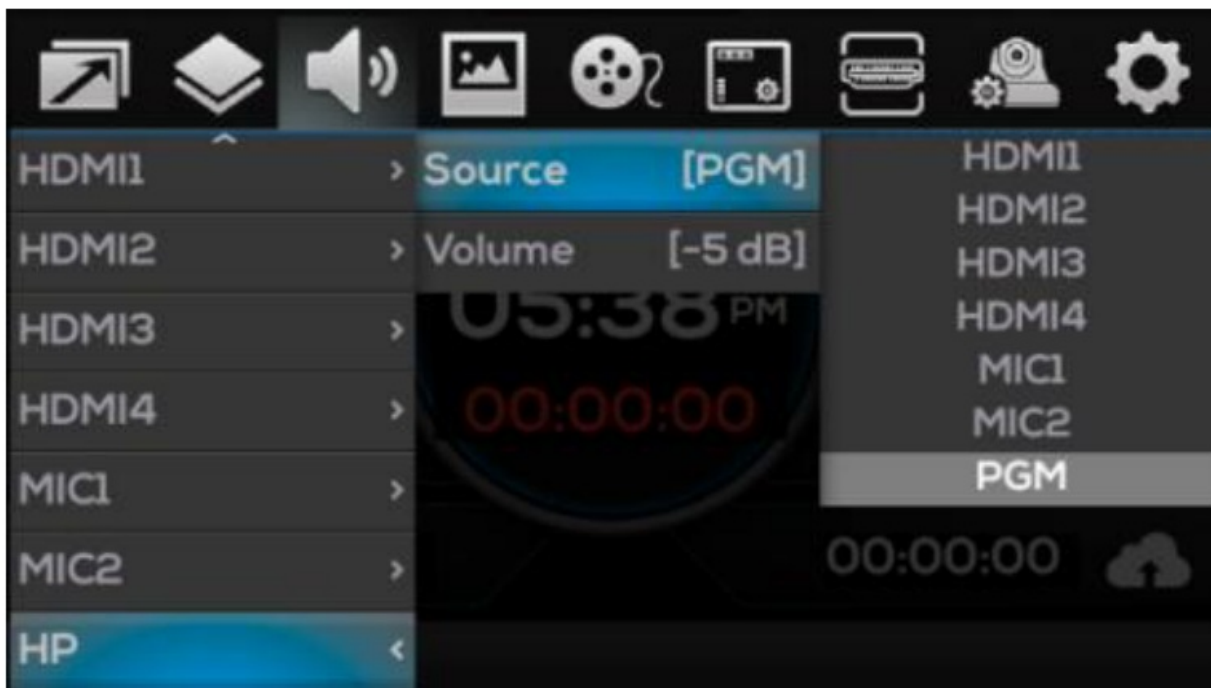 HDMI1
HDMI2
HDMI3
HDMI4
MIC1
MIC2
HP
Source [PGM]
Volume [-5 dB]
05:38 PM
00:00:00
HDMI1
HDMI2
HDMI3
HDMI4
MIC1
MIC2
PGM
00:00:00